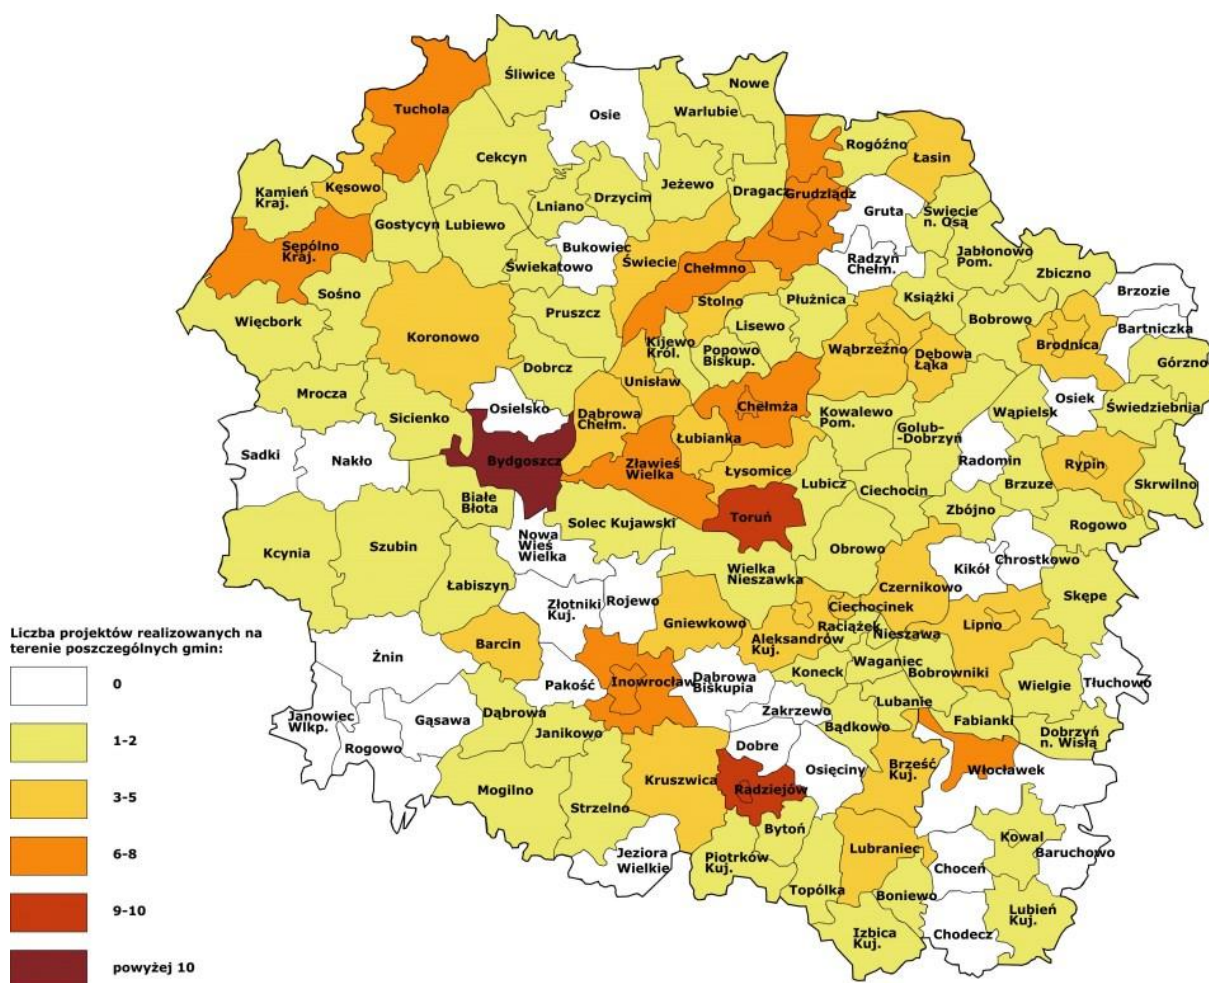 Śliwice
Nowe
Tuchola
Osie
Warlubie
Rogóźno
Łasin
Cekcyn
Kęsowo
Kamień
Kraj.
Jeżewo
Dragacz
Grudziądz
Drzycim
Lniano
Gruta
Świecie
n. Osą
Gostycyn
Lubiewo
Sępólno
Kraj.
Bukowiec
Świekatowo
Świecie
Chełmno
Radzyń
Chełm.
Jabłonowo
Pom.
Zbiczno
Brzozie
Sośno
Stolno
Płużnica
Książki
Więcbork
Pruszcz
Lisewo
Bobrowo
Bartniczka
Koronowo
Kijewo
Król.
Popowo
Biskup.
Wąbrzeźno
Dębowa
Łąka
Brodnica
Górzno
Dobrcz
Unisław
Mrocza
Osielsko
Chełmża
Osiek
Świedziebnia
Sicienko
Dąbrowa
Chełm.
Kowalewo
Pom.
Wąpielsk
Golub-
-Dobrzyń
Łubianka
Sadki
Nakło
Bydgoszcz
Zławieś
Wielka
Łysomice
Radomin
Rypin
Lubicz
Ciechocin
Brzuze
Skrwilno
Białe
Błota
Toruń
Zbójno
Solec Kujawski
Rogowo
Nowa
Wieś
Wielka
Kcynia
Szubin
Obrowo
Chrostkowo
Kikół
Wielka
Nieszawka
Łabiszyn
Czernikowo
Skępe
Złotniki
Kuj.
Rojewo
Ciechocinek
Gniewkowo
Raciążek
Lipno
Liczba projektów realizowanych na
terenie poszczególnych gmin:
Barcin
Aleksandrów
Kuj.
Nieszawa
Żnin
Waganiec
Koneck
Bobrowniki
Wielgie
Tłuchowo
0
Pakość
Inowrocław
Dąbrowa
Biskupia
Zakrzewo
Lubanie
Janowiec
Wlkp.
Gąsawa
Dąbrowa
Bądkowo
Fabianki
Dobrzyń
n. Wisłą
Rogowo
Janikowo
Dobre
1-2
Osięciny
Brześć
Kuj.
Włocławek
Kruszwica
Radziejów
Mogilno
3-5
Strzelno
Bytoń
Kowal
Lubraniec
Jeziora
Wielkie
Piotrków
Kuj.
Choceń
Baruchowo
6-8
Topólka
Boniewo
9-10
Izbica
Kuj.
Chodecz
Lubień
Kuj.
powyżej 10